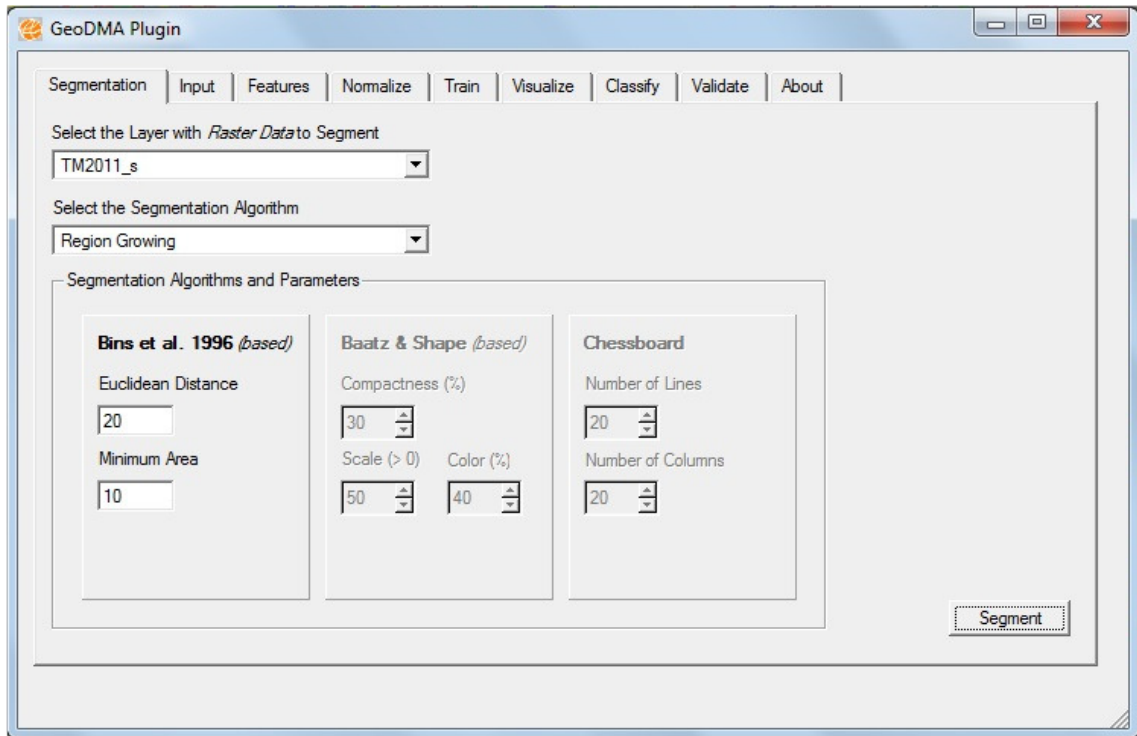 GeoDMA Plugin
Segmentation Input Features Normalize Train Visualize Classify Validate About
Select the Layer with Raster Data to Segment
TM2011_s
Select the Segmentation Algorithm
Region Growing
Segmentation Algorithms and Parameters
Bins et al. 1996 (based)
Euclidean Distance
20
Minimum Area
10
Baatz & Shape (based)
Compactness (%)
30
Scale (> 0) Color (%)
50 40
Chessboard
Number of Lines
20
Number of Columns
20
Segment